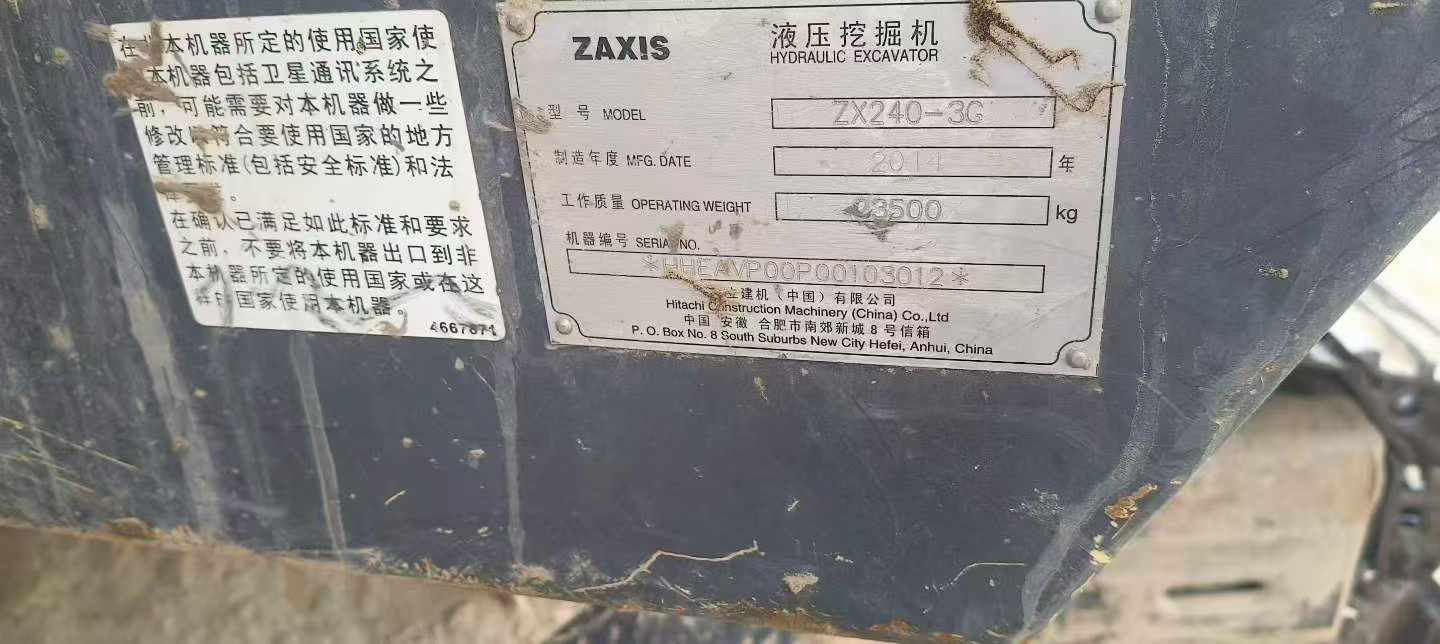 本机器所定的使用国家使
本机器包括卫星通讯系统之
前，可能需要对本机器做一些
修改 符合要使用国家的地方
管理标准(包括安全标准)和法
。
在确认已满足如此标准和要求
之前，不要将本机器出口到非
本机器所定的使用国家或在这
国家使用本机器。
4667871
ZAXIS
液压挖掘机
HYDRAULIC EXCAVATOR
型 号 MODEL ZX240-3G
制造年度 MFG. DATE 2014 年
工作质量 OPERATING WEIGHT 23500 kg
机器编号 SERIAL NO.
*HHEAVP00P00103012*
立建机（中国）有限公司
Hitachi Construction Machinery (China) Co.,Ltd
中国 安徽 合肥市南郊新城 8 号信箱
P. O. Box No. 8 South Suburbs New City Hefei, Anhui, China